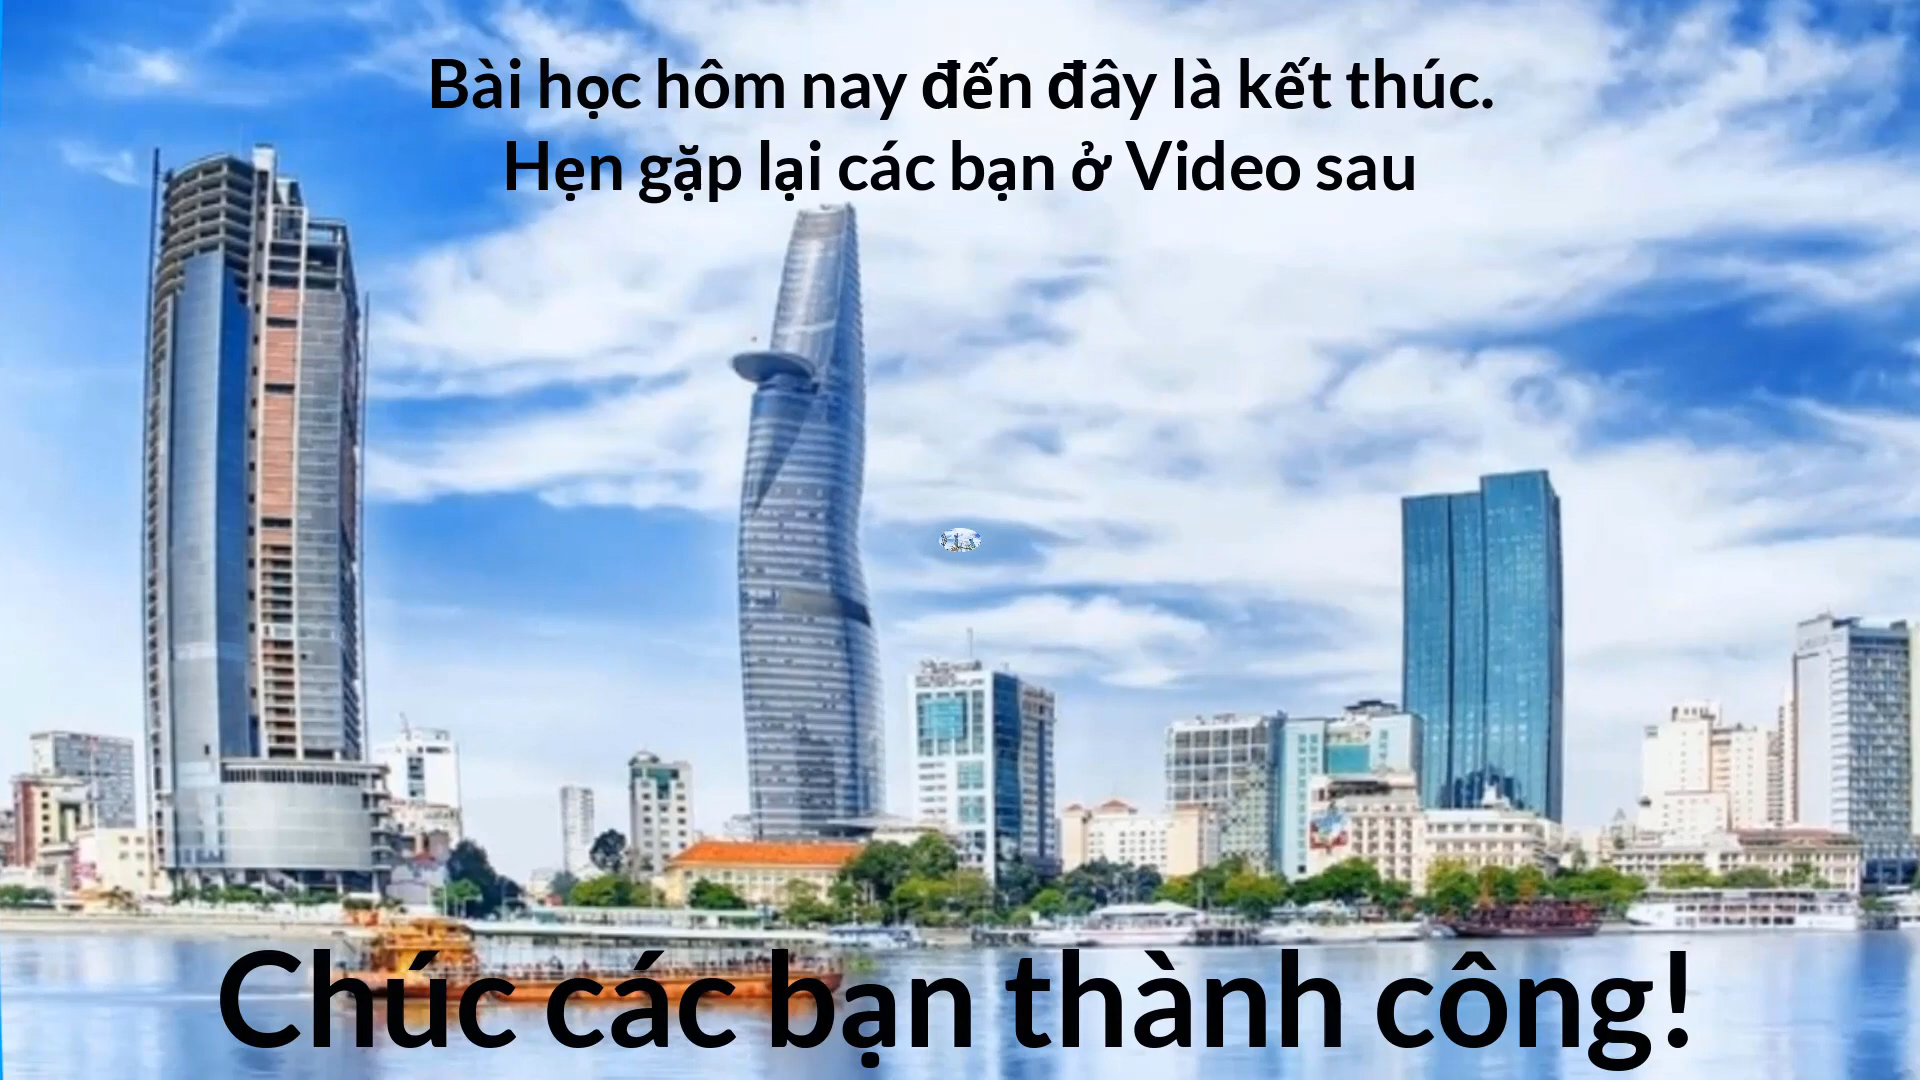 Bài học hôm nay đến đây là kết thúc.
Hẹn gặp lại các bạn ở Video sau
Chúc các bạn thành công!